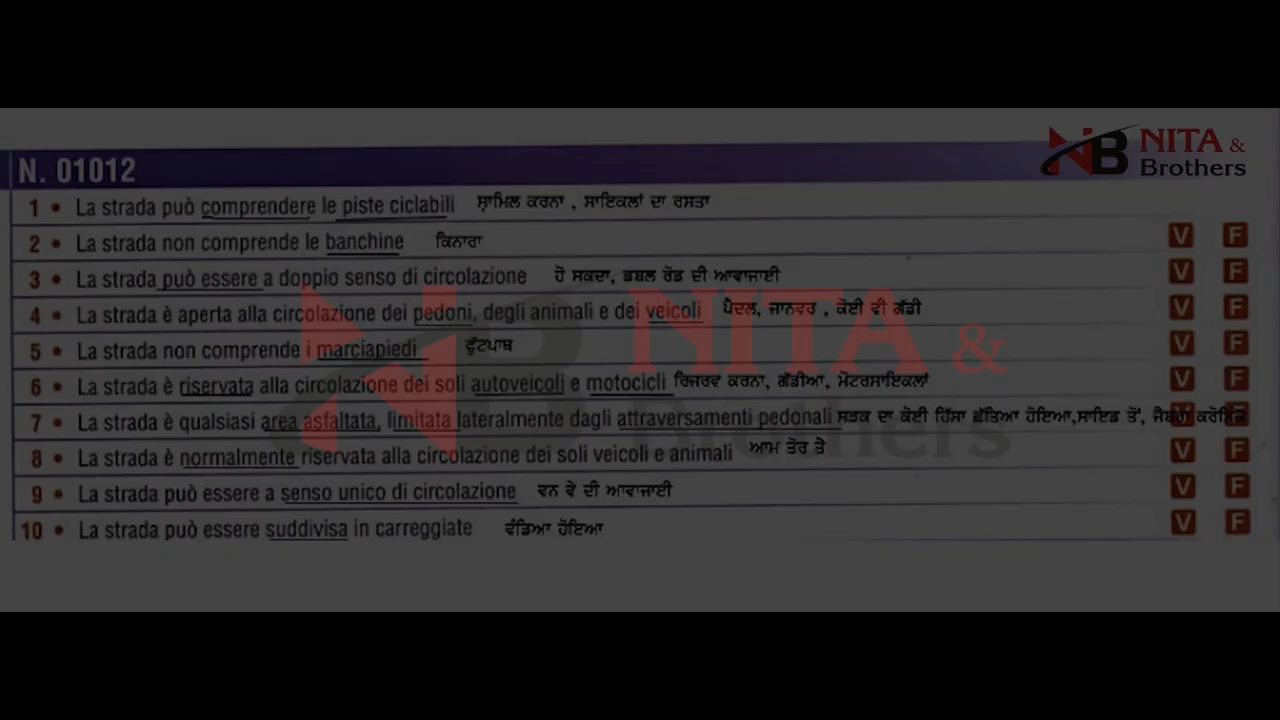 NITA &
Brothers
N. 01012
1 • La strada può comprendere le piste ciclabili ਸ਼ਾਮਿਲ ਕਰਨਾ , ਸਾਇਕਲਾਂ ਦਾ ਰਸਤਾ
2 • La strada non comprende le banchine ਕਿਨਾਰਾ V F
3 • La strada può essere a doppio senso di circolazione ਹੋ ਸਕਦਾ, ਡਬਲ ਰੋਡ ਦੀ ਆਵਾਜਾਈ V F
4 • La strada è aperta alla circolazione dei pedoni, degli animali e dei veicoli ਪੈਦਲ, ਜਾਨਵਰ , ਕੋਈ ਵੀ ਗੱਡੀ V F
5 • La strada non comprende i marciapiedi ਫੁੱਟਪਾਥ V F
6 • La strada è riservata alla circolazione dei soli autoveicoli e motocicli ਰਿਜਰਵ ਕਰਨਾ, ਗੱਡੀਆ, ਮੋਟਰਸਾਇਕਲਾਂ V F
7 • La strada è qualsiasi area asfaltata, limitata lateralmente dagli attraversamenti pedonali ਸੜਕ ਦਾ ਕੋਈ ਹਿੱਸਾ ਛੱਤਿਆ ਹੋਇਆ,ਸਾਇਡ ਤੋਂ, V F
8 • La strada è normalmente riservata alla circolazione dei soli veicoli e animali ਆਮ ਤੋਰ ਤੇ V F
9 • La strada può essere a senso unico di circolazione ਵਨ ਵੇ ਦੀ ਆਵਾਜਾਈ V F
10 • La strada può essere suddivisa in carreggiate ਵੰਡਿਆ ਹੋਇਆ V F
NITA &
Brothers